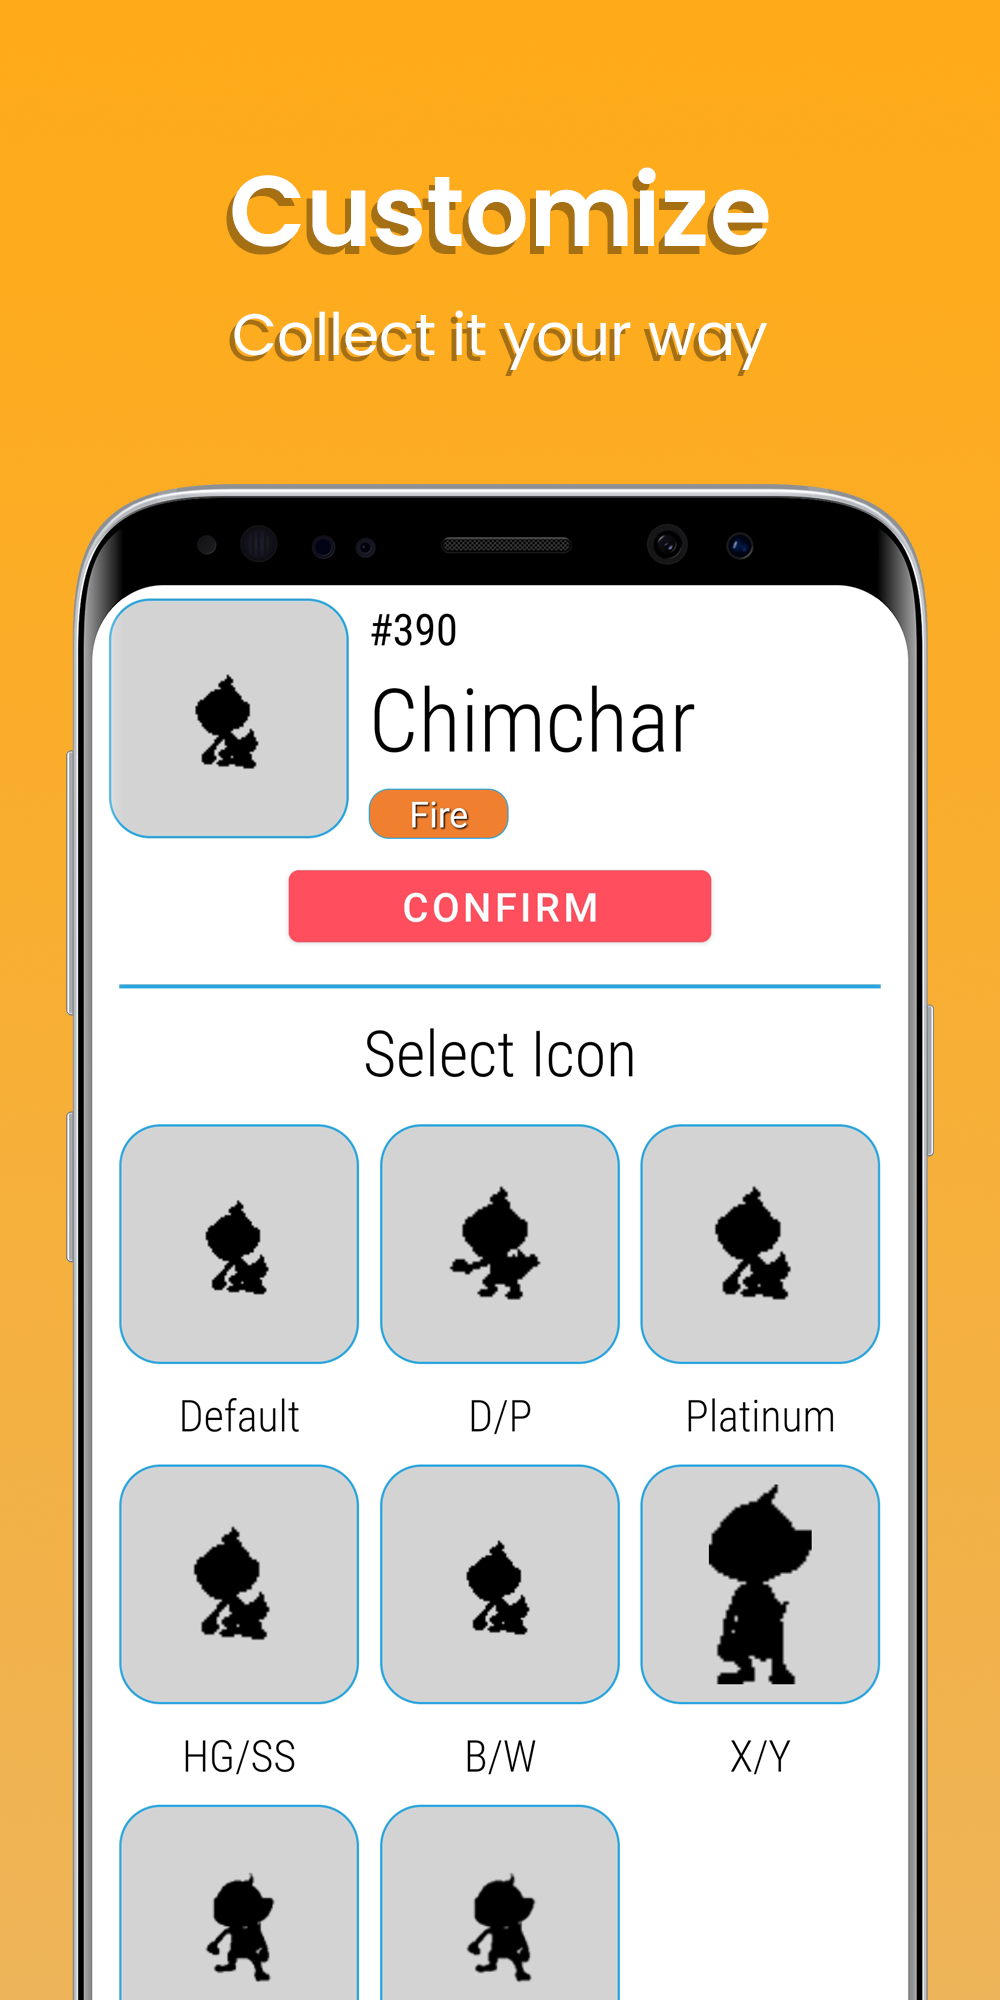 Customize
Collect it your way
#390
Chimchar
Fire
CONFIRM
Select Icon
Default
D/P
Platinum
HG/SS
B/W
X/Y